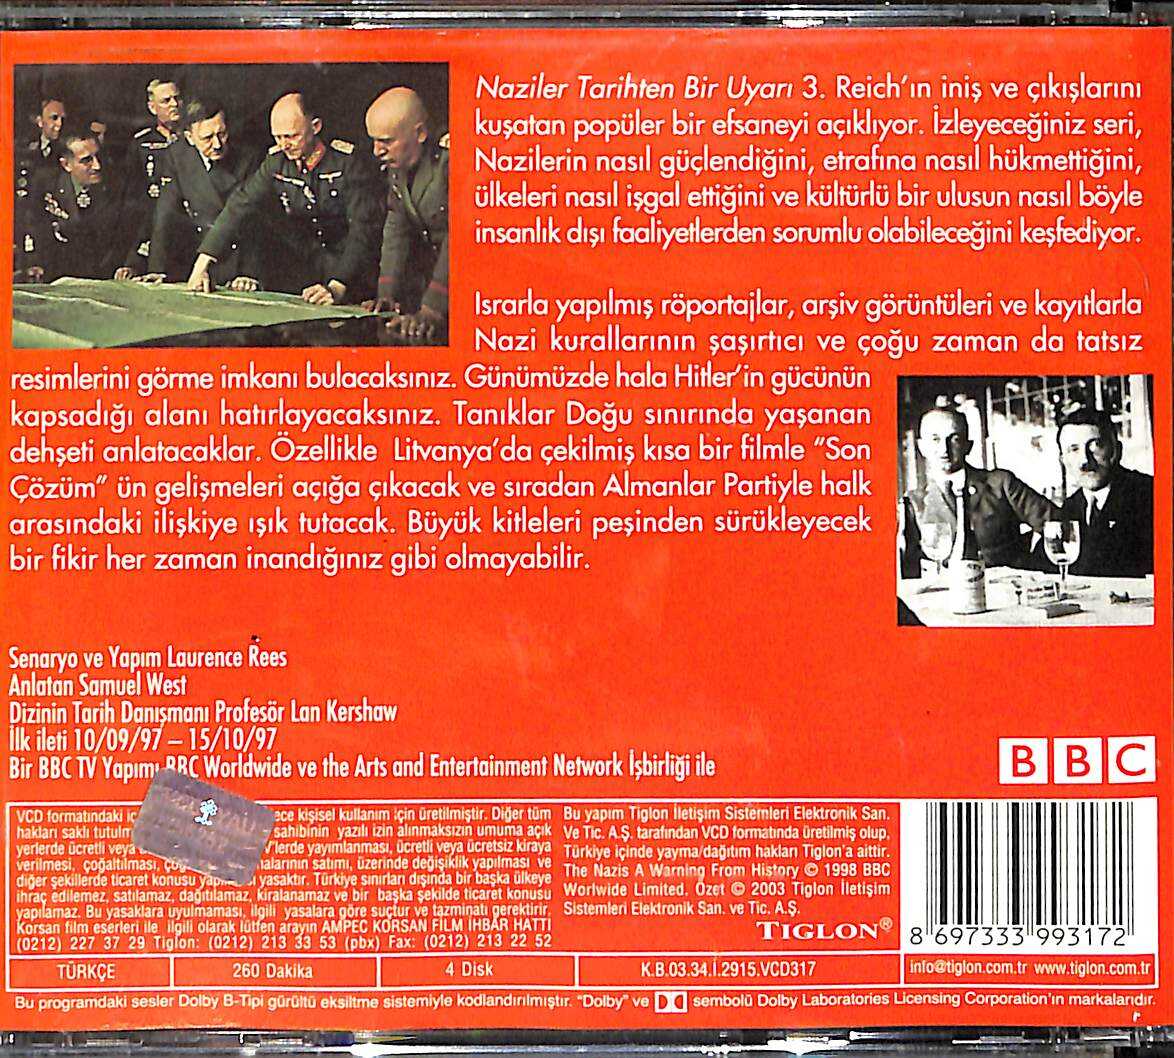 Naziler Tarihten Bir Uyarı 3. Reich'ın iniş ve çıkışlarını
kuşatan popüler bir efsaneyi açıklıyor. İzleyeceğiniz seri,
Nazilerin nasıl güçlendiğini, etrafına nasıl hükmettiğini,
ülkeleri nasıl işgal ettiğini ve kültürlü bir ulusun nasıl böyle
insanlık dışı faaliyetlerden sorumlu olabileceğini keşfediyor.
Israrla yapılmış röportajlar, arşiv görüntüleri ve kayıtlarla
Nazi kurallarının şaşırtıcı ve çoğu zaman da tatsız
resimlerini görme imkanı bulacaksınız. Günümüzde hala Hitler'in gücünün
kapsadığı alanı hatırlayacaksınız. Tanıklar Doğu sınırında yaşanan
dehşeti anlatacaklar. Özellikle Litvanya'da çekilmiş kısa bir filmle "Son
Çözüm" ün gelişmeleri açığa çıkacak ve sıradan Almanlar Partiyle halk
arasındaki ilişkiye ışık tutacak. Büyük kitleleri peşinden sürükleyecek
bir fikir her zaman inandığınız gibi olmayabilir.
Senaryo ve Yapım Laurence Rees
Anlatan Samuel West
Dizinin Tarih Danışmanı Profesör Lan Kershaw
İlk ileti 10/09/97 – 15/10/97
Bir BBC TV Yapımı BBC Worldwide ve the Arts and Entertainment Network İşbirliği ile
BBC
VCD formatındaki kişisel kullanım için üretilmiştir. Diğer tüm
hakları saklı sahibinin yazılı izin alınmaksızın umuma açık
yerlerde ücretli veya yayımlanması, ücretli veya ücretsiz kiraya
verilmesi, çoğaltılması, satımı, üzerinde değişiklik yapılması ve
diğer şekillerde ticaret konusu yasaktır. Türkiye sınırları dışında bir başka ülkeye
ihraç edilemez, satılamaz, dağıtılamaz, kiralanamaz ve bir başka şekilde ticaret konusu
yapılamaz. Bu yasaklara uyulmaması, ilgili yasalara göre suçtur ve tazminatı gerektirir.
Korsan film eserleri ile ilgili olarak lütfen arayın AMPEC KORSAN FİLM İHBAR HATTI
(0212) 227 37 29 Tiglon: (0212) 213 33 53 (pbx) Fax: (0212) 213 22 52
Bu yapım Tiglon İletişim Sistemleri Elektronik San.
Ve Tic. A.Ş. tarafından VCD formatında üretilmiş olup,
Türkiye içinde yayma/dağıtım hakları Tiglon'a aittir.
The Nazis A Warning From History © 1998 BBC
Worlwide Limited. Özet © 2003 Tiglon İletişim
Sistemleri Elektronik San. ve Tic. A.Ş.
TIGLON®
8 697333 993172
TÜRKÇE
260 Dakika
4 Disk
K.B.03.34.İ.2915.VCD317
info@tiglon.com.tr www.tiglon.com.tr
Bu programdaki sesler Dolby B-Tipi gürültü eksiltme sistemiyle kodlandırılmıştır. "Dolby" ve sembolü Dolby Laboratories Licensing Corporation'ın markalarıdır.